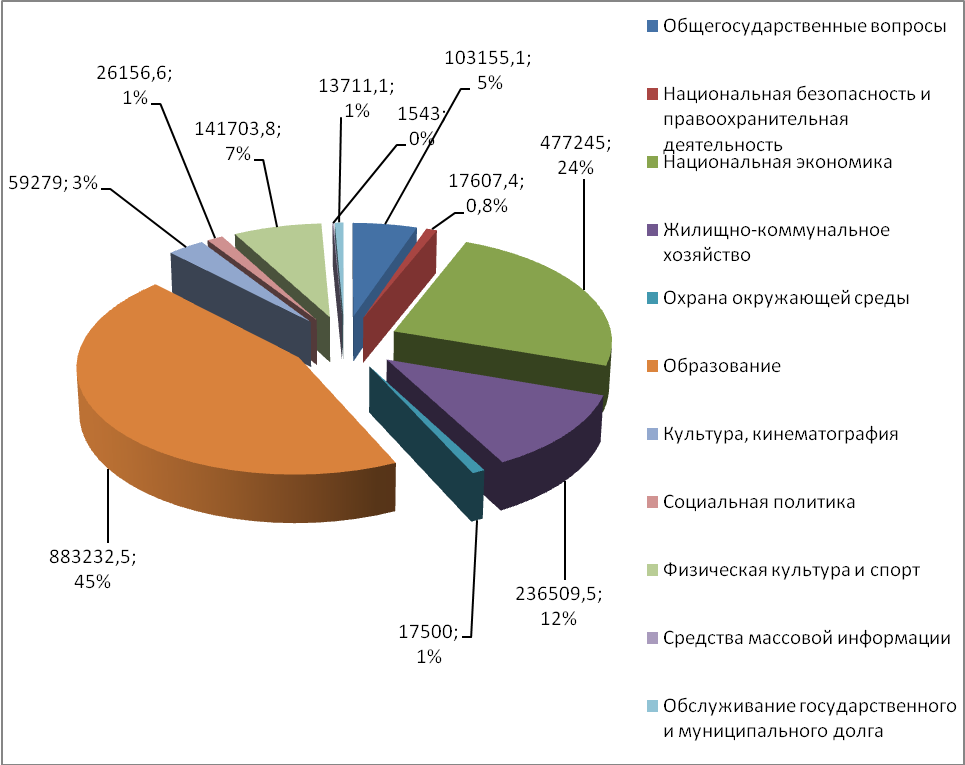 103155,1;
5%
26156,6;
1%
13711,1;
1%
1543;
0%
141703,8;
7%
59279; 3%
17607,4;
0,8%
477245;
24%
883232,5;
45%
17500;
1%
236509,5;
12%
Общегосударственные вопросы
Национальная безопасность и
правоохранительная
деятельность
Национальная экономика
Жилищно-коммунальное
хозяйство
Охрана окружающей среды
Образование
Культура, кинематография
Социальная политика
Физическая культура и спорт
Средства массовой информации
Обслуживание государственного
и муниципального долга